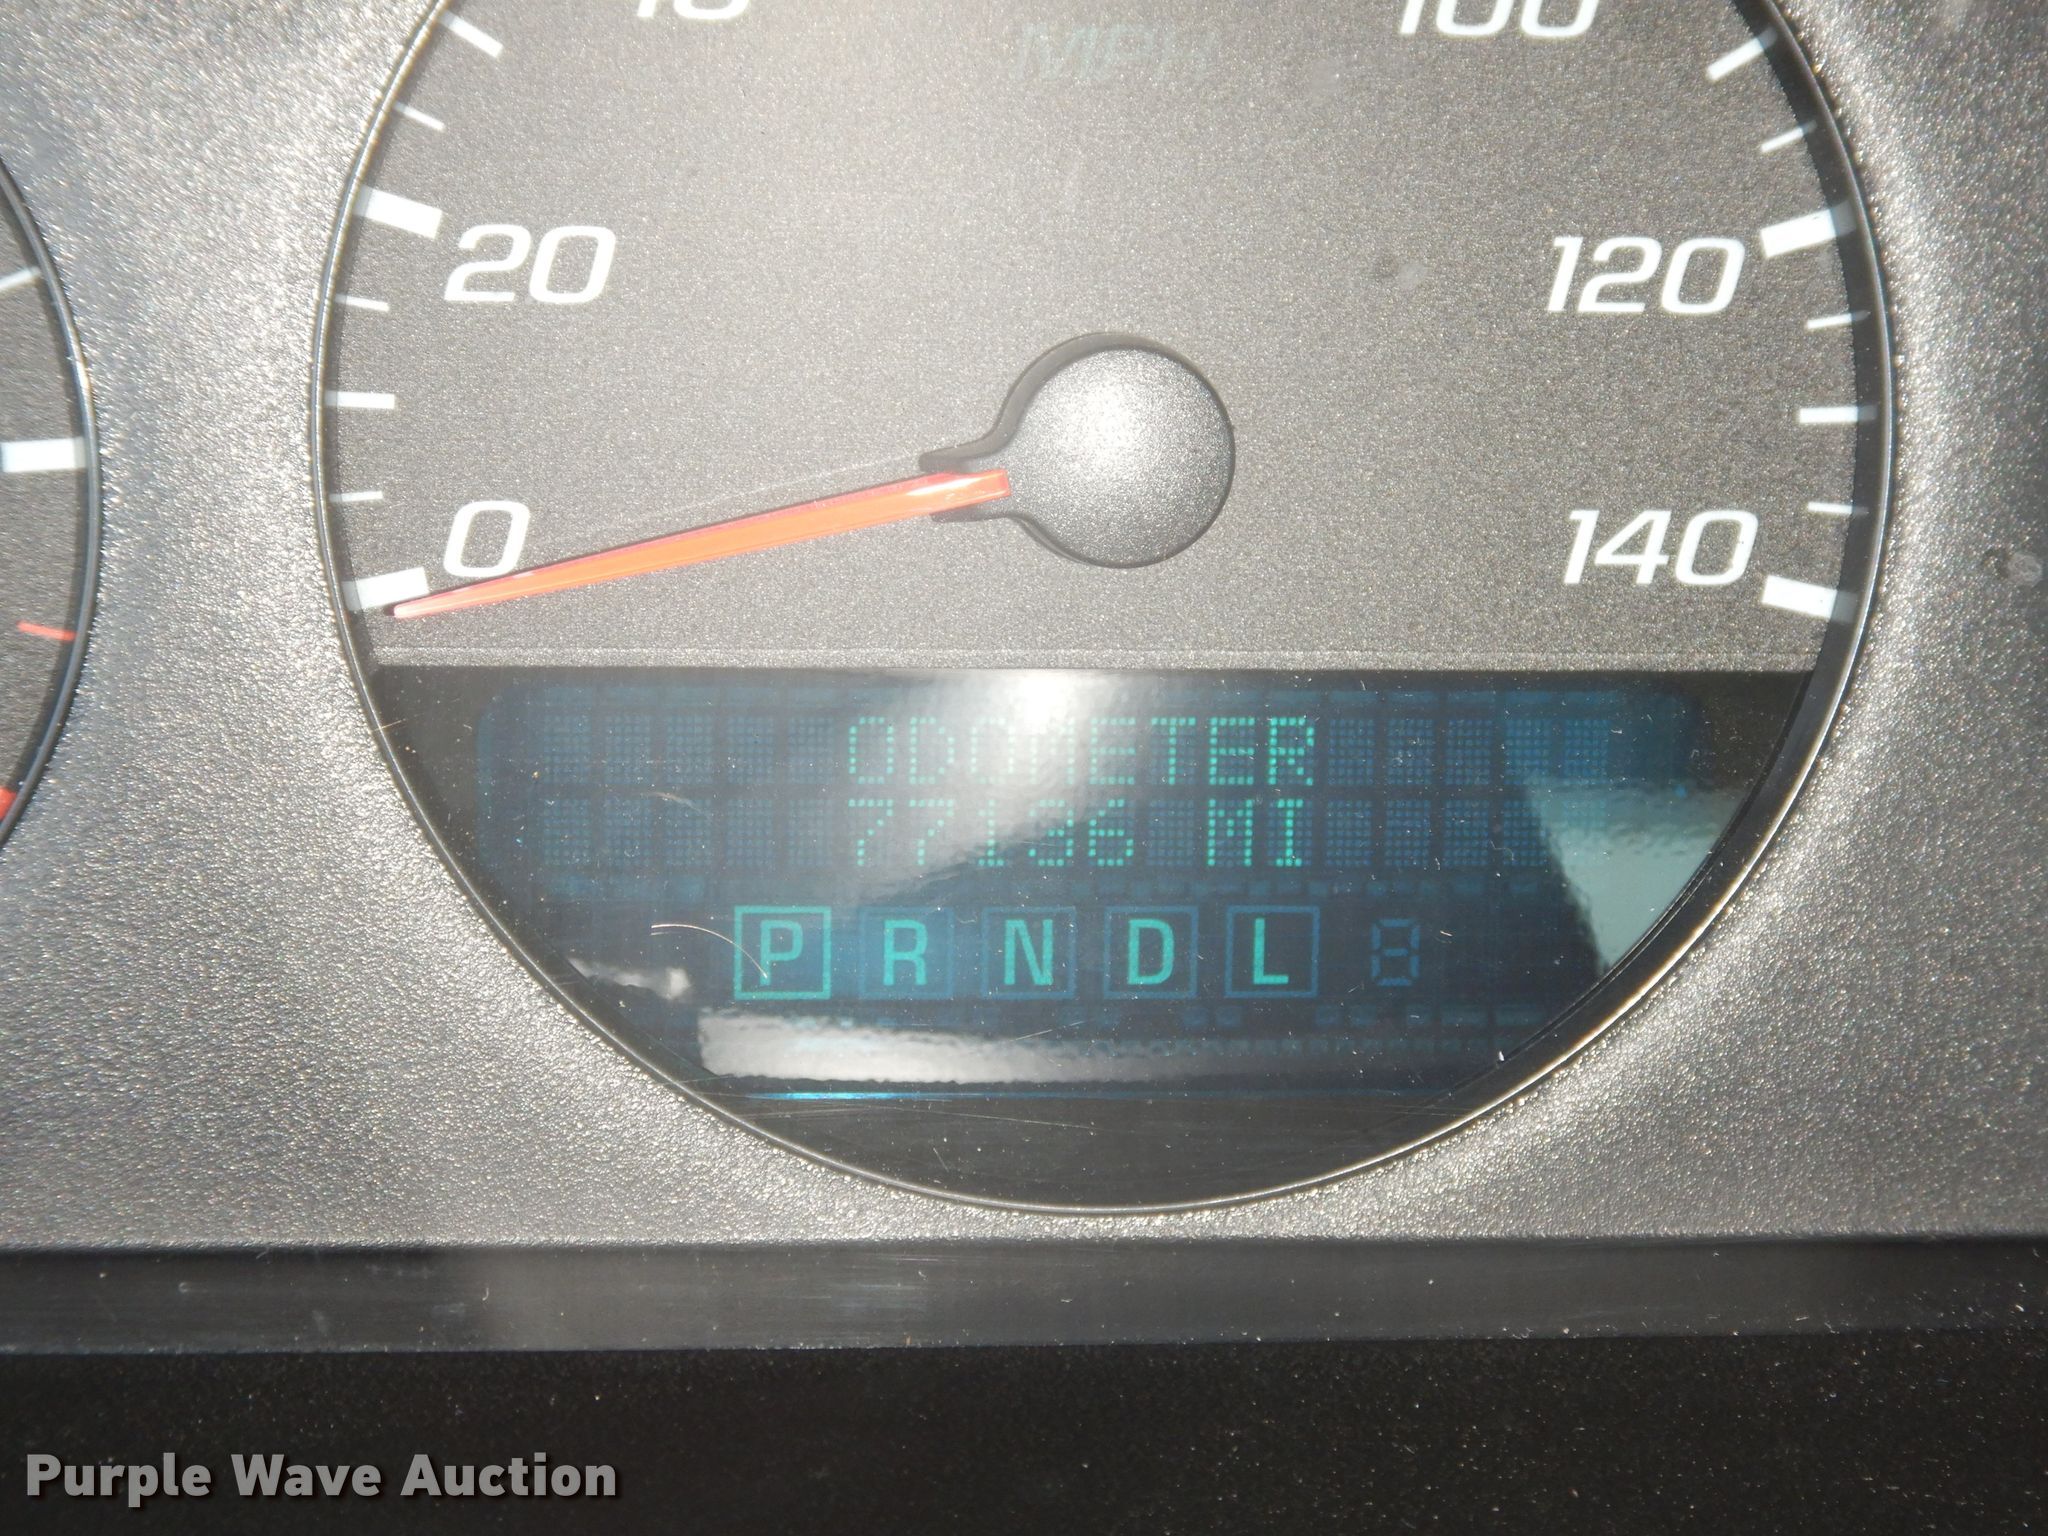 100
MPH
20
120
0
140
ODOMETER
77136 MI
P R N D L
Purple Wave Auction